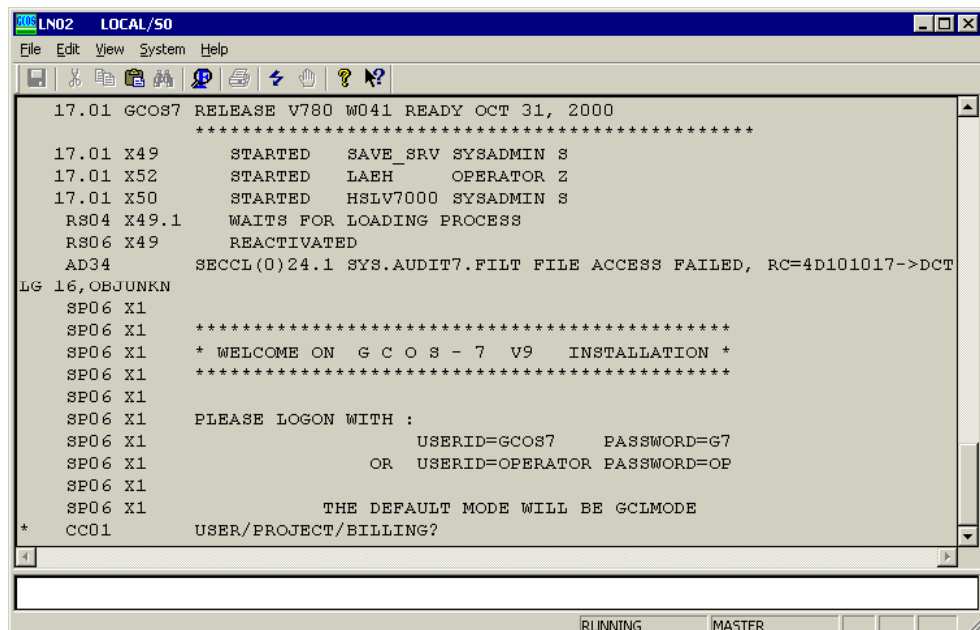 GCOS LN02 LOCAL/S0
File Edit View System Help
17.01 GCOS7 RELEASE V780 W041 READY OCT 31, 2000
************************************************
17.01 X49 STARTED SAVE_SRV SYSADMIN S
17.01 X52 STARTED LAEH OPERATOR Z
17.01 X50 STARTED HSLV7000 SYSADMIN S
RS04 X49.1 WAITS FOR LOADING PROCESS
RS06 X49 REACTIVATED
AD34 SECCL(0)24.1 SYS.AUDIT7.FILT FILE ACCESS FAILED, RC=4D101017->DCT
LG 16,OBJUNKN
SP06 X1
SP06 X1 **********************************************
SP06 X1 * WELCOME ON G C O S - 7 V9 INSTALLATION *
SP06 X1 **********************************************
SP06 X1
SP06 X1 PLEASE LOGON WITH :
SP06 X1 USERID=GCOS7 PASSWORD=G7
SP06 X1 OR USERID=OPERATOR PASSWORD=OP
SP06 X1
SP06 X1 THE DEFAULT MODE WILL BE GCLMODE
* CC01 USER/PROJECT/BILLING?
RUNNING MASTER